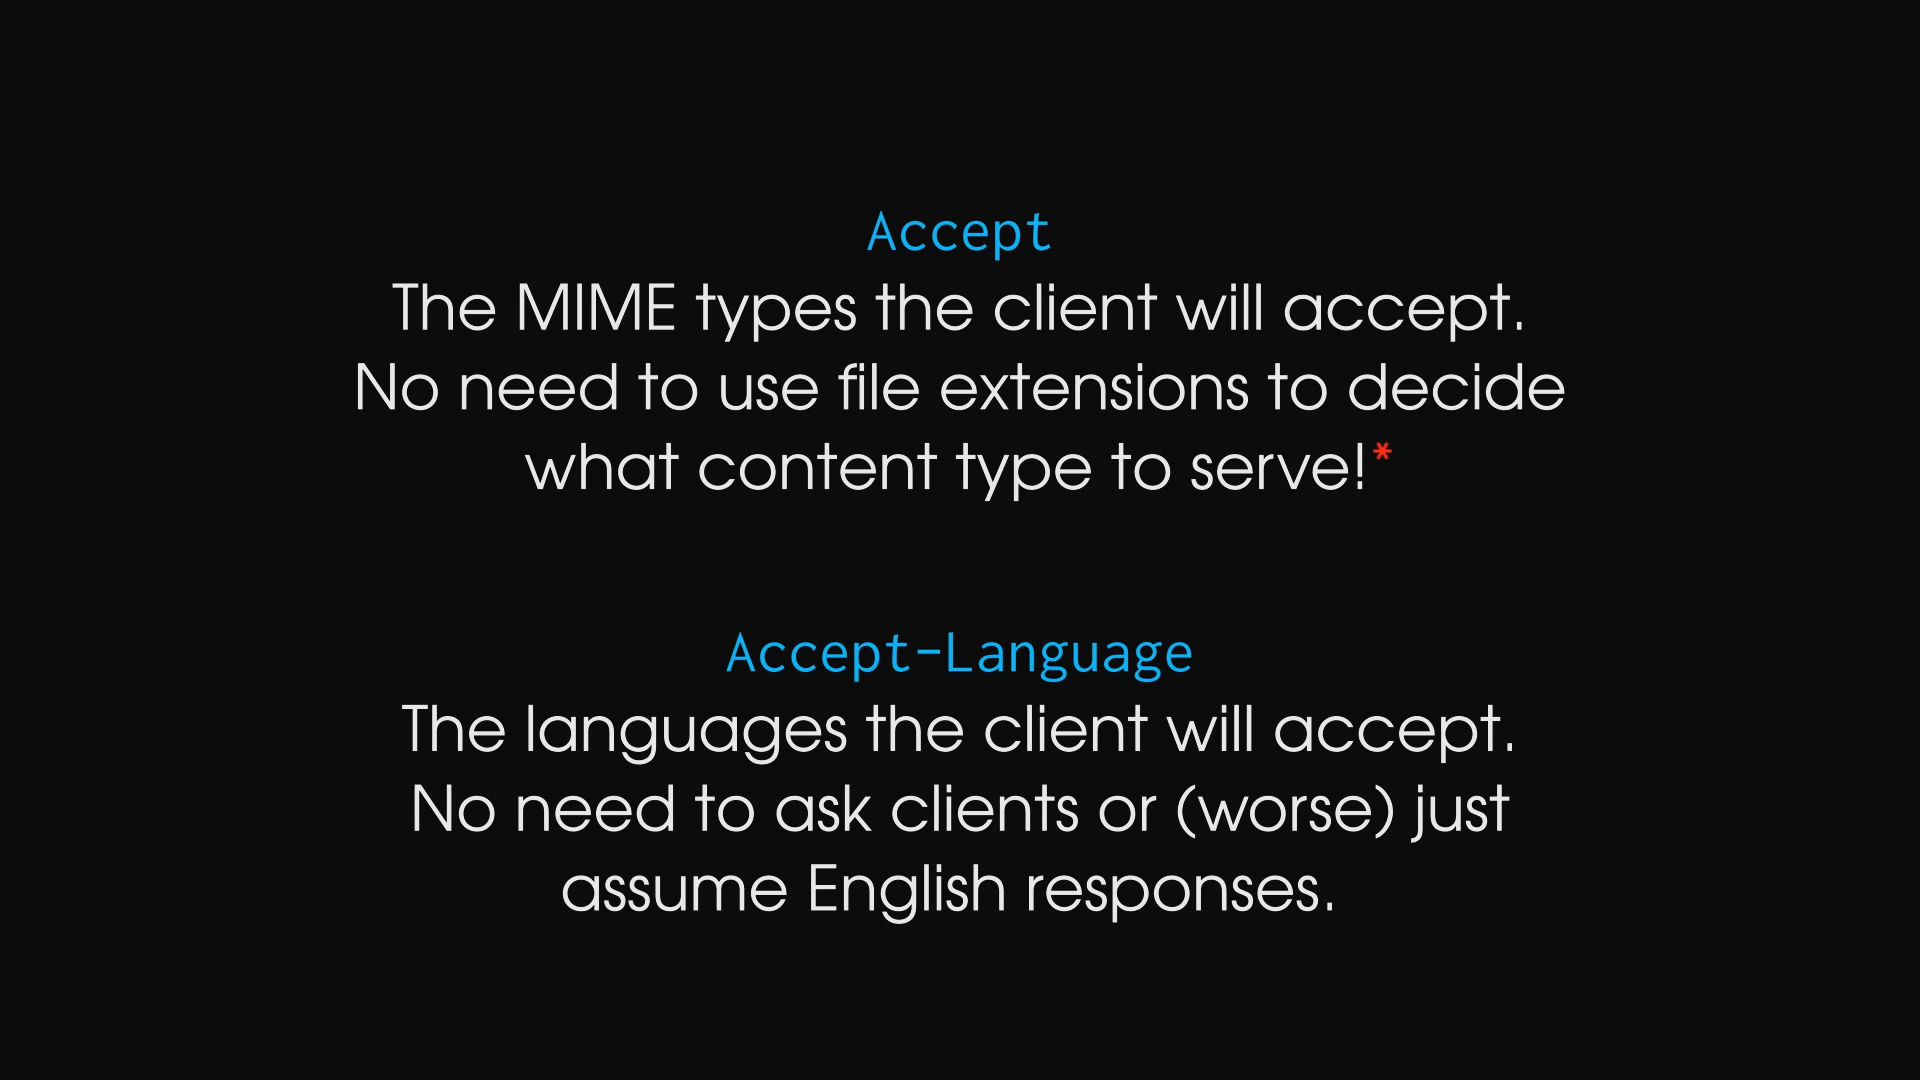 Accept
The MIME types the client will accept.
No need to use file extensions to decide
what content type to serve!*
Accept-Language
The languages the client will accept.
No need to ask clients or (worse) just
assume English responses.